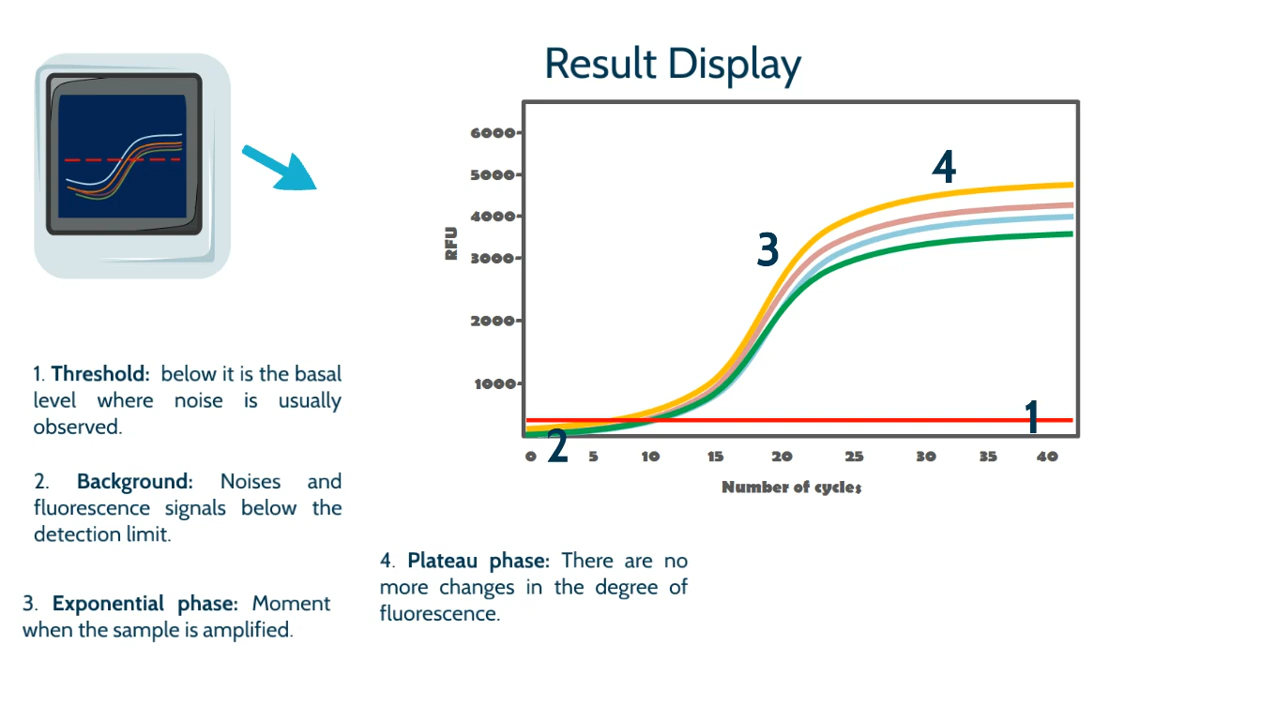 Result Display
6000
5000
4000
3000
2000
1000
RFU
4
3
1
2
0 5 10 15 20 25 30 35 40
Number of cycles
1. Threshold: below it is the basal
level where noise is usually
observed.
2. Background: Noises and
fluorescence signals below the
detection limit.
3. Exponential phase: Moment
when the sample is amplified.
4. Plateau phase: There are no
more changes in the degree of
fluorescence.